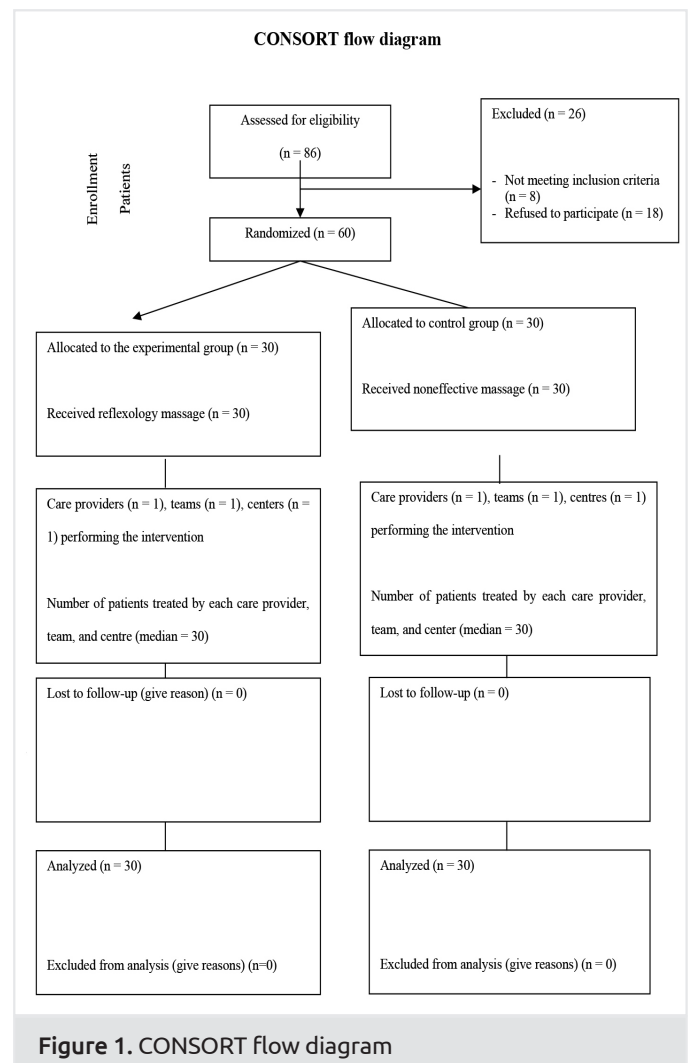 CONSORT flow diagram
Enrollment
Patients
Assessed for eligibility
(n = 86)
Excluded (n = 26)
- Not meeting inclusion criteria
(n = 8)
- Refused to participate (n = 18)
Randomized (n = 60)
Allocated to the experimental group (n = 30)
Received reflexology massage (n = 30)
Allocated to control group (n = 30)
Received noneffective massage (n = 30)
Care providers (n = 1), teams (n = 1), centers (n =
1) performing the intervention
Number of patients treated by each care provider,
team, and centre (median = 30)
Care providers (n = 1), teams (n = 1), centres (n = 1)
performing the intervention
Number of patients treated by each care provider,
team, and center (median = 30)
Lost to follow-up (give reason) (n = 0)
Lost to follow-up (n = 0)
Analyzed (n = 30)
Excluded from analysis (give reasons) (n=0)
Analyzed (n = 30)
Excluded from analysis (give reasons) (n = 0)
Figure 1. CONSORT flow diagram